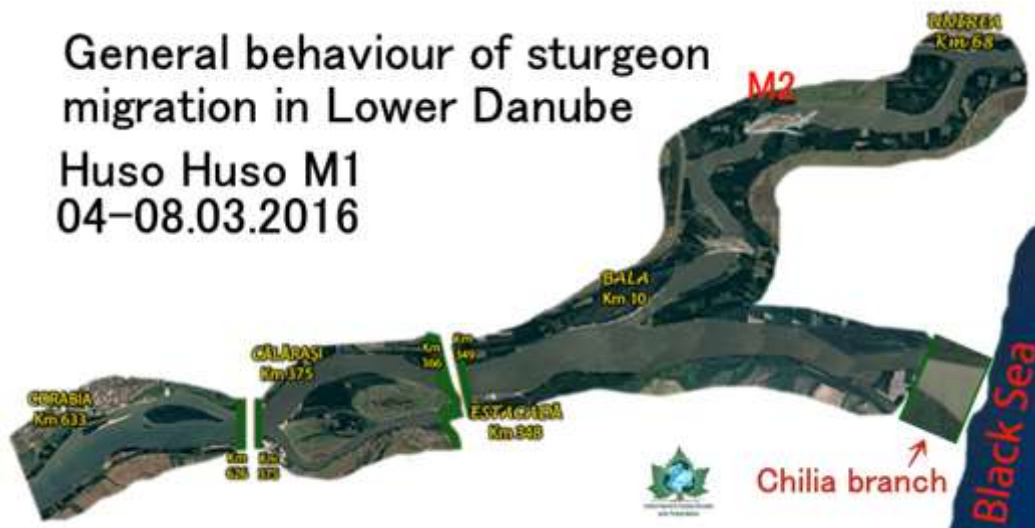 General behaviour of sturgeon
migration in Lower Danube
Huso Huso M1
04-08.03.2016
UNIREA
Km 68
M2
BALA
Km 10
CĂLĂRAȘI
Km 375
Km
366
Km
349
CORABIA
Km 633
ESTACADĂ
Km 348
Km
626
Km
375
Chilia branch
Black Sea